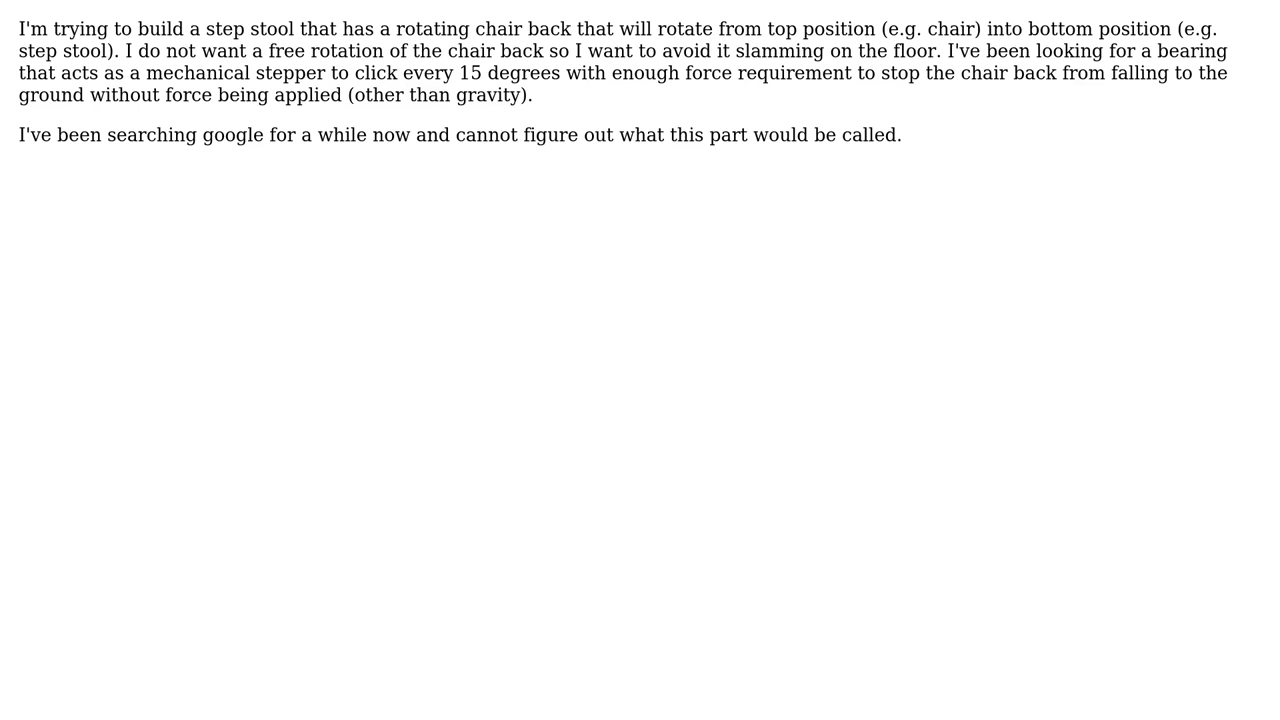 I'm trying to build a step stool that has a rotating chair back that will rotate from top position (e.g. chair) into bottom position (e.g.
step stool). I do not want a free rotation of the chair back so I want to avoid it slamming on the floor. I've been looking for a bearing
that acts as a mechanical stepper to click every 15 degrees with enough force requirement to stop the chair back from falling to the
ground without force being applied (other than gravity).
I've been searching google for a while now and cannot figure out what this part would be called.